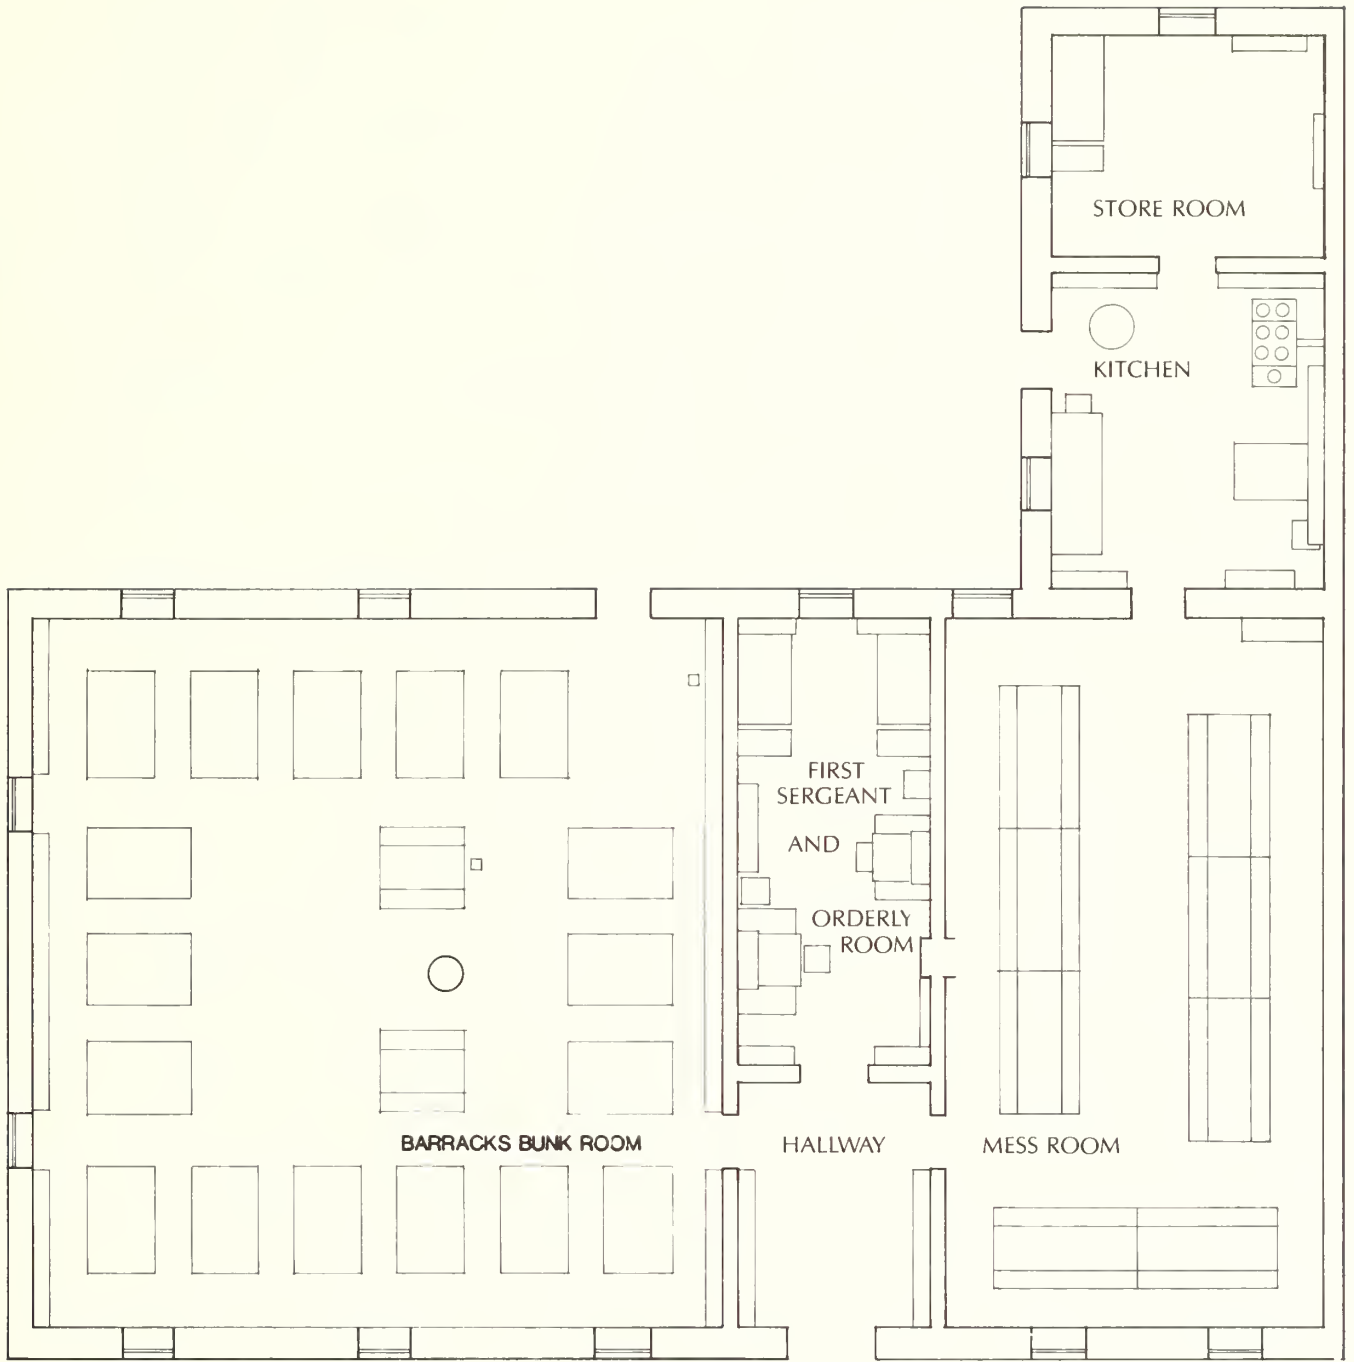 STORE ROOM
KITCHEN
FIRST
SERGEANT
AND
ORDERLY
ROOM
BARRACKS BUNK ROOM
HALLWAY
MESS ROOM